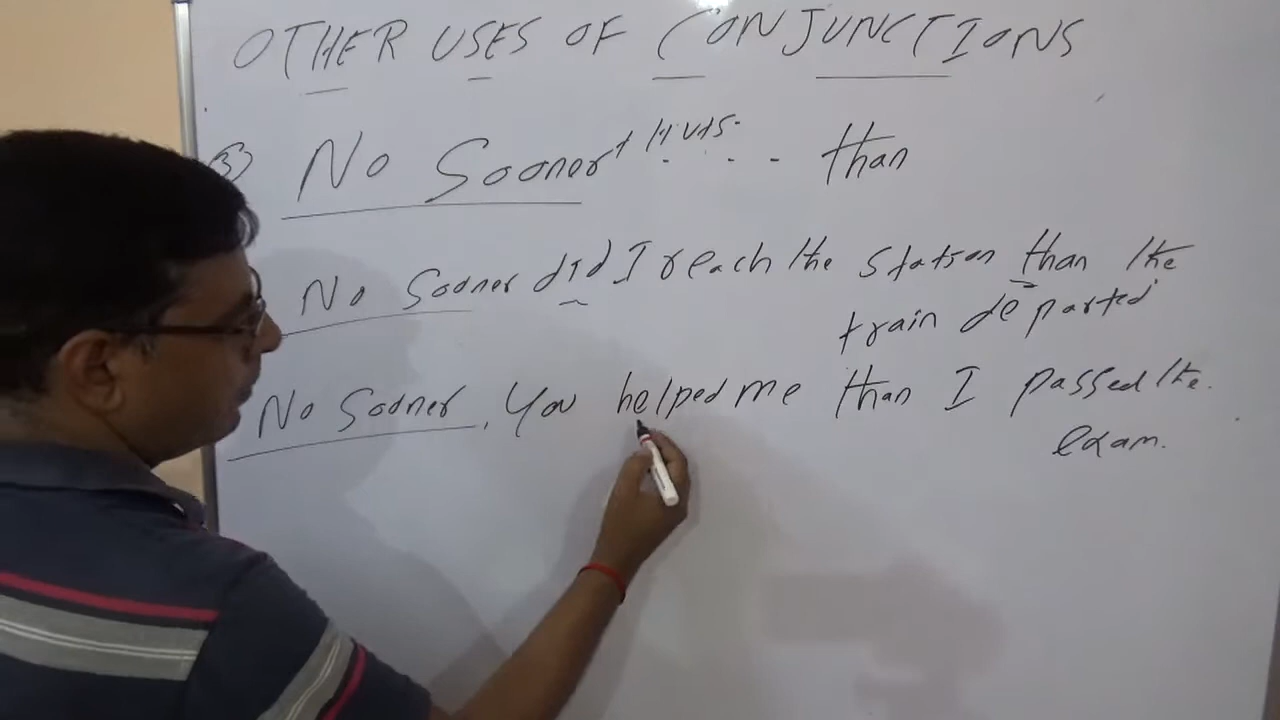 OTHER USES OF CONJUNCTIONS
(3) No Sooner + H.V+S. . . . than
No Sooner did I reach the station than the
train departed
No Sooner, You helped me than I passed the.
exam.